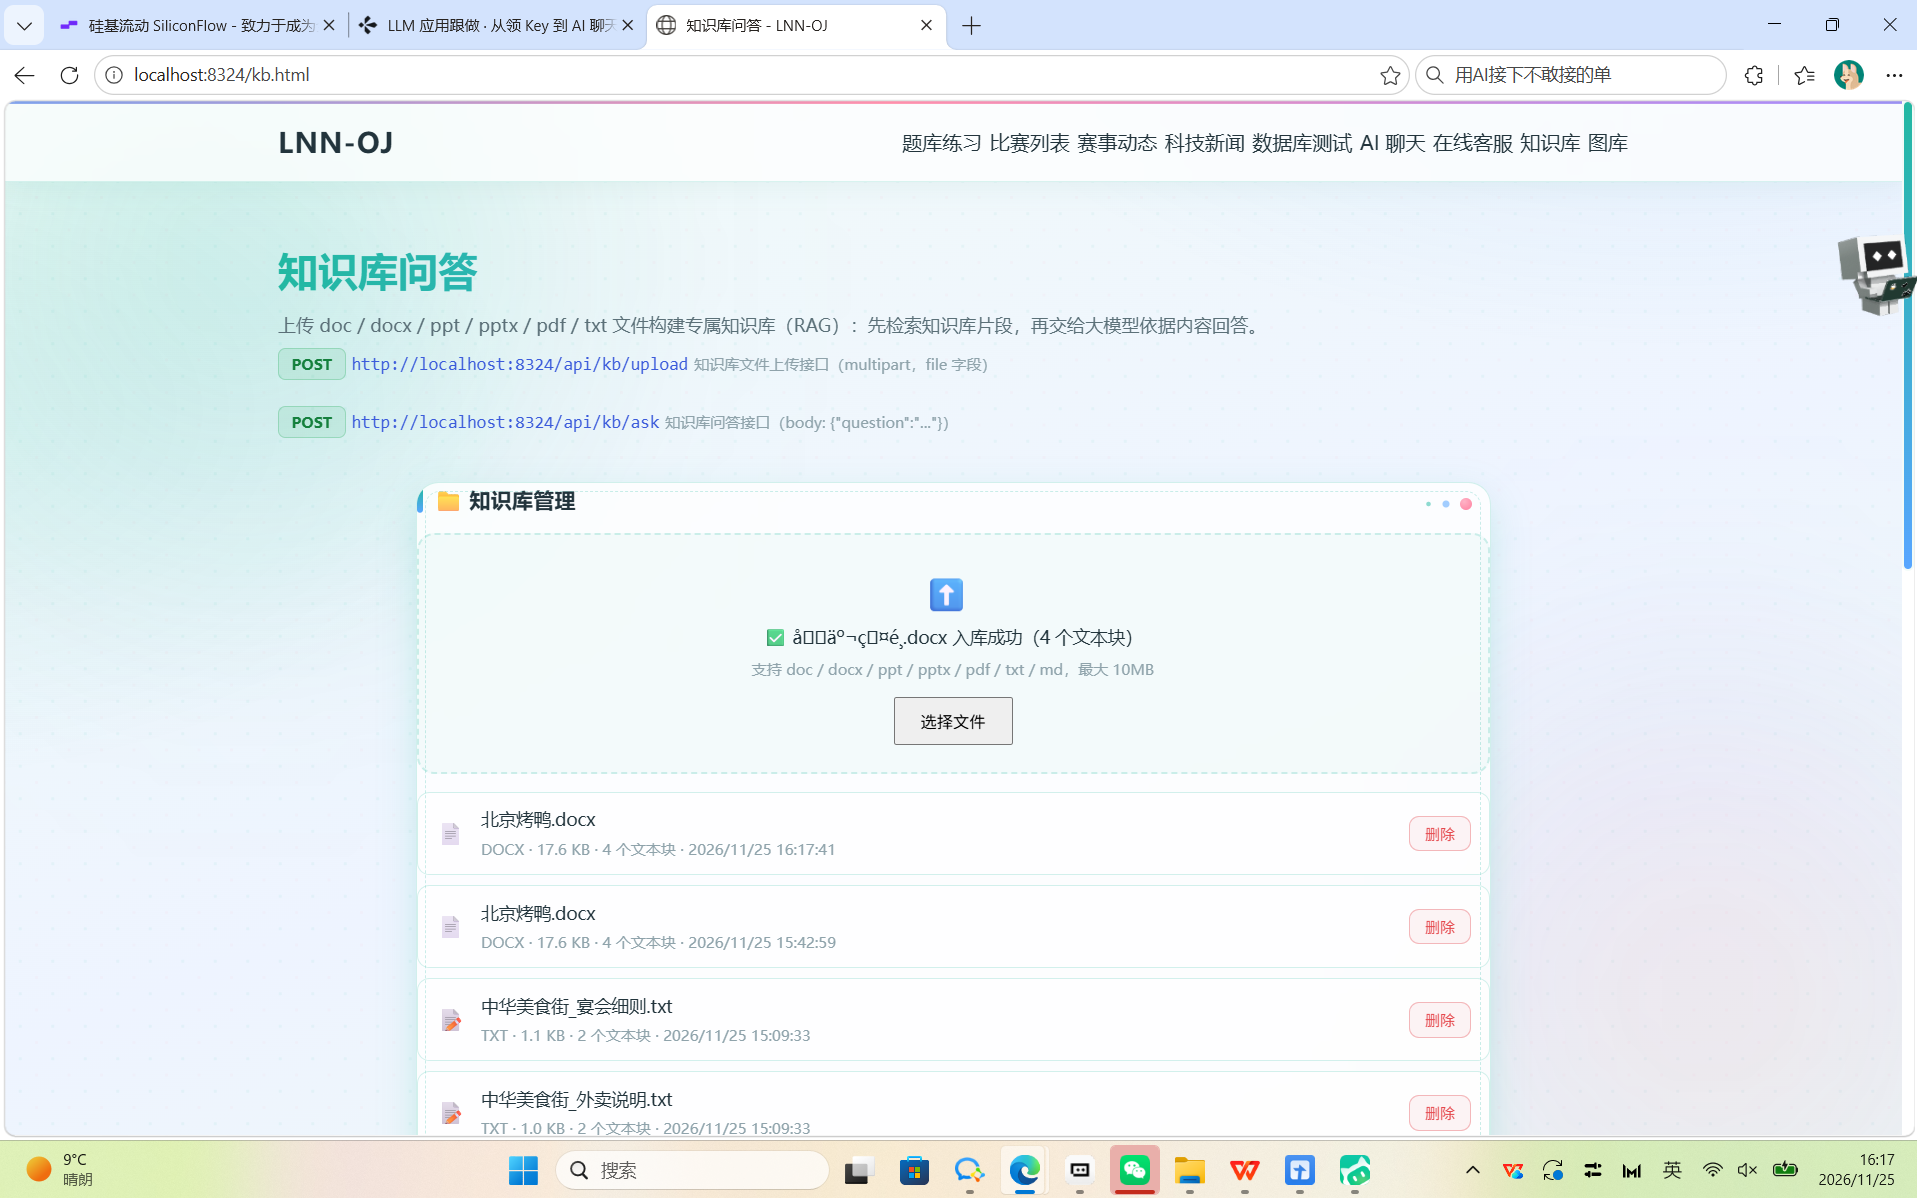 硅基流动 SiliconFlow - 致力于成为
LLM 应用跟做 · 从领 Key 到 AI 聊天
知识库问答 - LNN-OJ
localhost:8324/kb.html
用AI接下不敢接的单
LNN-OJ
题库练习 比赛列表 赛事动态 科技新闻 数据库测试 AI 聊天 在线客服 知识库 图库
知识库问答
上传 doc / docx / ppt / pptx / pdf / txt 文件构建专属知识库（RAG）：先检索知识库片段，再交给大模型依据内容回答。
POST http://localhost:8324/api/kb/upload 知识库文件上传接口（multipart，file 字段）
POST http://localhost:8324/api/kb/ask 知识库问答接口（body: {"question":"..."}）
知识库管理
.docx 入库成功（4 个文本块）
支持 doc / docx / ppt / pptx / pdf / txt / md，最大 10MB
选择文件
北京烤鸭.docx
DOCX · 17.6 KB · 4 个文本块 · 2026/11/25 16:17:41
删除
北京烤鸭.docx
DOCX · 17.6 KB · 4 个文本块 · 2026/11/25 15:42:59
删除
中华美食街_宴会细则.txt
TXT · 1.1 KB · 2 个文本块 · 2026/11/25 15:09:33
删除
中华美食街_外卖说明.txt
TXT · 1.0 KB · 2 个文本块 · 2026/11/25 15:09:33
删除
9°C
晴朗
搜索
英
16:17
2026/11/25